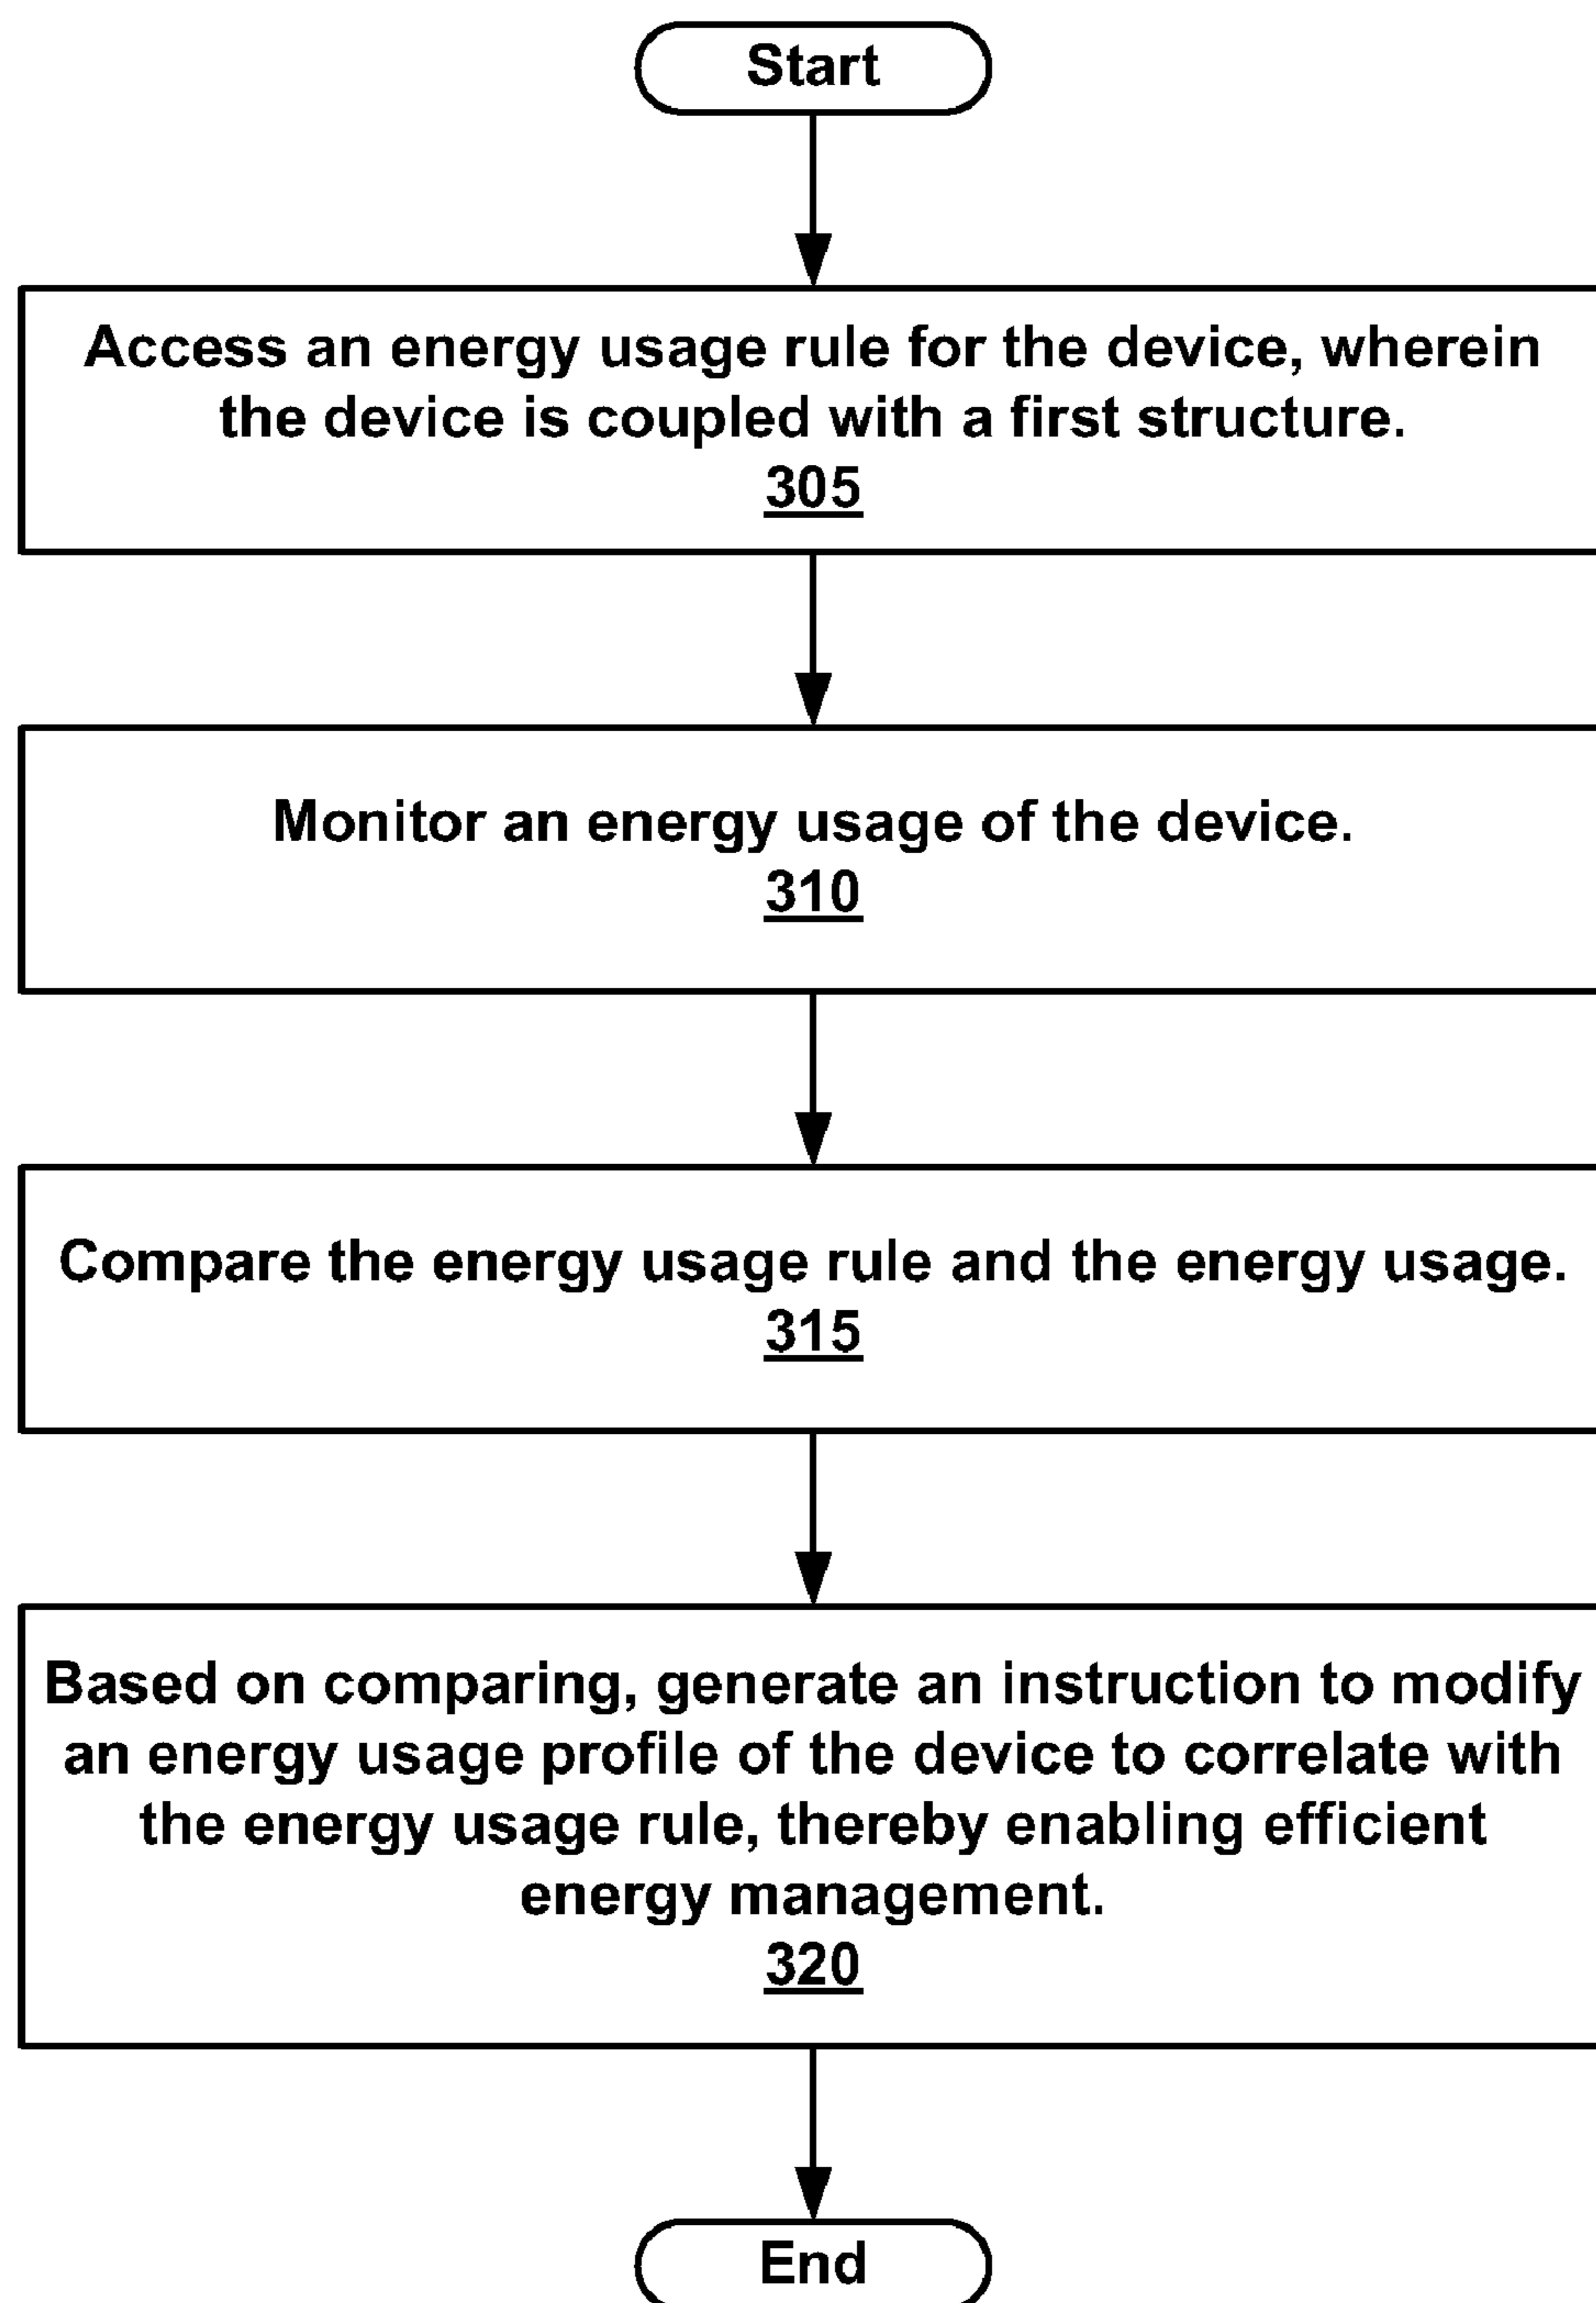 Start
Access an energy usage rule for the device, wherein
the device is coupled with a first structure.
305
Monitor an energy usage of the device.
310
Compare the energy usage rule and the energy usage.
315
Based on comparing, generate an instruction to modify
an energy usage profile of the device to correlate with
the energy usage rule, thereby enabling efficient
energy management.
320
End